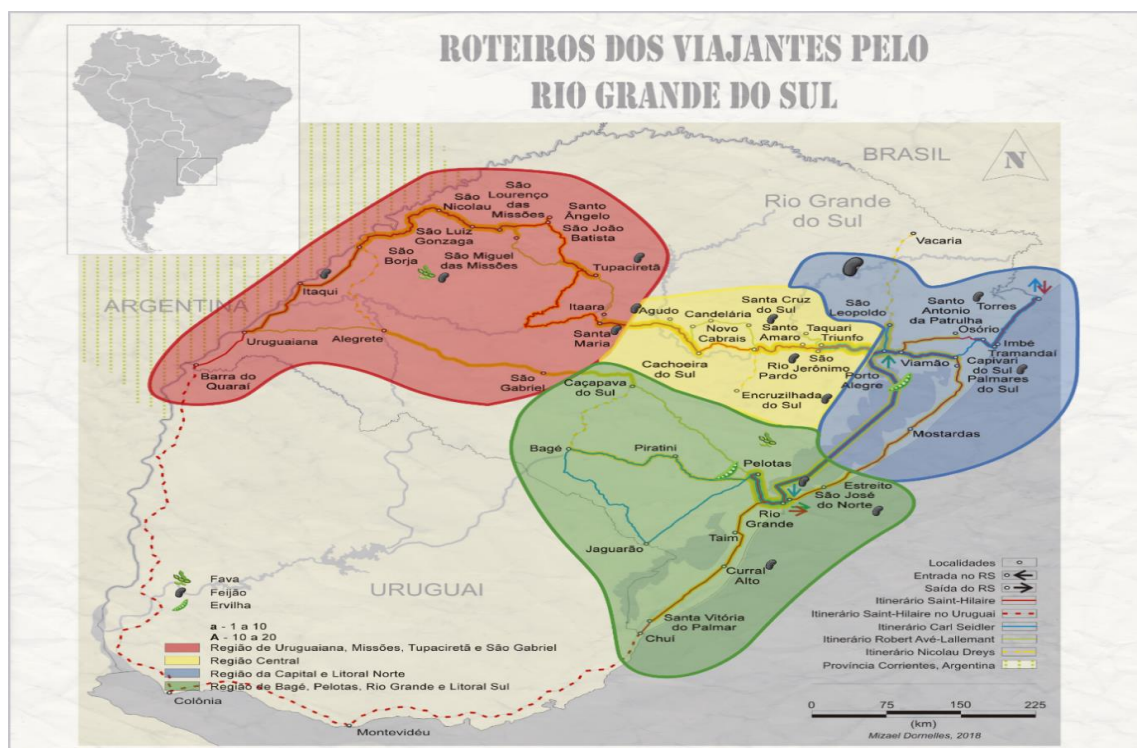 ROTEIROS DOS VIAJANTES PELO
RIO GRANDE DO SUL
BRASIL
N
Rio Grande
do Sul
Vacaria
ARGENTINA
São
Nicolau
São
Lourenço
das
Missões
Santo
Ângelo
São João
Batista
São Luiz
Gonzaga
São
Borja
São Miguel
das Missões
Tupaciretã
Itaqui
Itaara
Uruguaiana
Alegrete
Santa
Maria
Barra do
Quaraí
São
Gabriel
Agudo
Candelária
Santa Cruz
do Sul
Novo
Cabrais
Santo
Amaro
Taquari
Triunfo
Cachoeira
do Sul
Rio
Pardo
São
Jerônimo
Encruzilhada
do Sul
São
Leopoldo
Santo
Antonio
da Patrulha
Torres
Osório
Imbé
Tramandaí
Porto
Alegre
Viamão
Capivari
do Sul
Palmares
do Sul
Mostardas
Caçapava
do Sul
Bagé
Piratini
Pelotas
Estreito
São José
do Norte
Rio
Grande
Jaguarão
Taim
Curral
Alto
Santa Vitória
do Palmar
Chuí
URUGUAI
Colônia
Montevidéu
Fava
Feijão
Ervilha
a - 1 a 10
A - 10 a 20
Região de Uruguaiana, Missões, Tupaciretã e São Gabriel
Região Central
Região da Capital e Litoral Norte
Região de Bagé, Pelotas, Rio Grande e Litoral Sul
Localidades
Entrada no RS
Saída do RS
Itinerário Saint-Hilaire
Itinerário Saint-Hilaire no Uruguai
Itinerário Carl Seidler
Itinerário Robert Avé-Lallemant
Itinerário Nicolau Dreys
Província Corrientes, Argentina
0 75 150 225
(km)
Mizael Dornelles, 2018